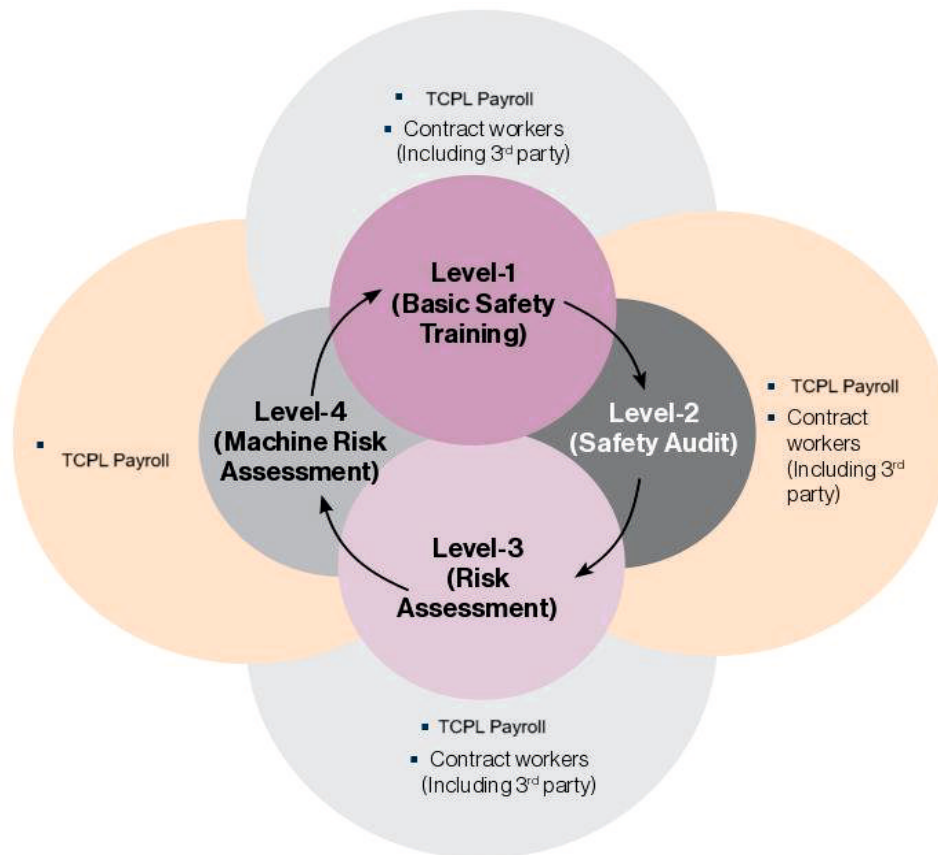 TCPL Payroll
Contract workers
(Including 3rd party)
Level-1
(Basic Safety
Training)
Level-2
(Safety Audit)
TCPL Payroll
Contract
workers
(Including 3rd
party)
Level-3
(Risk
Assessment)
TCPL Payroll
Contract workers
(Including 3rd party)
Level-4
(Machine Risk
Assessment)
TCPL Payroll